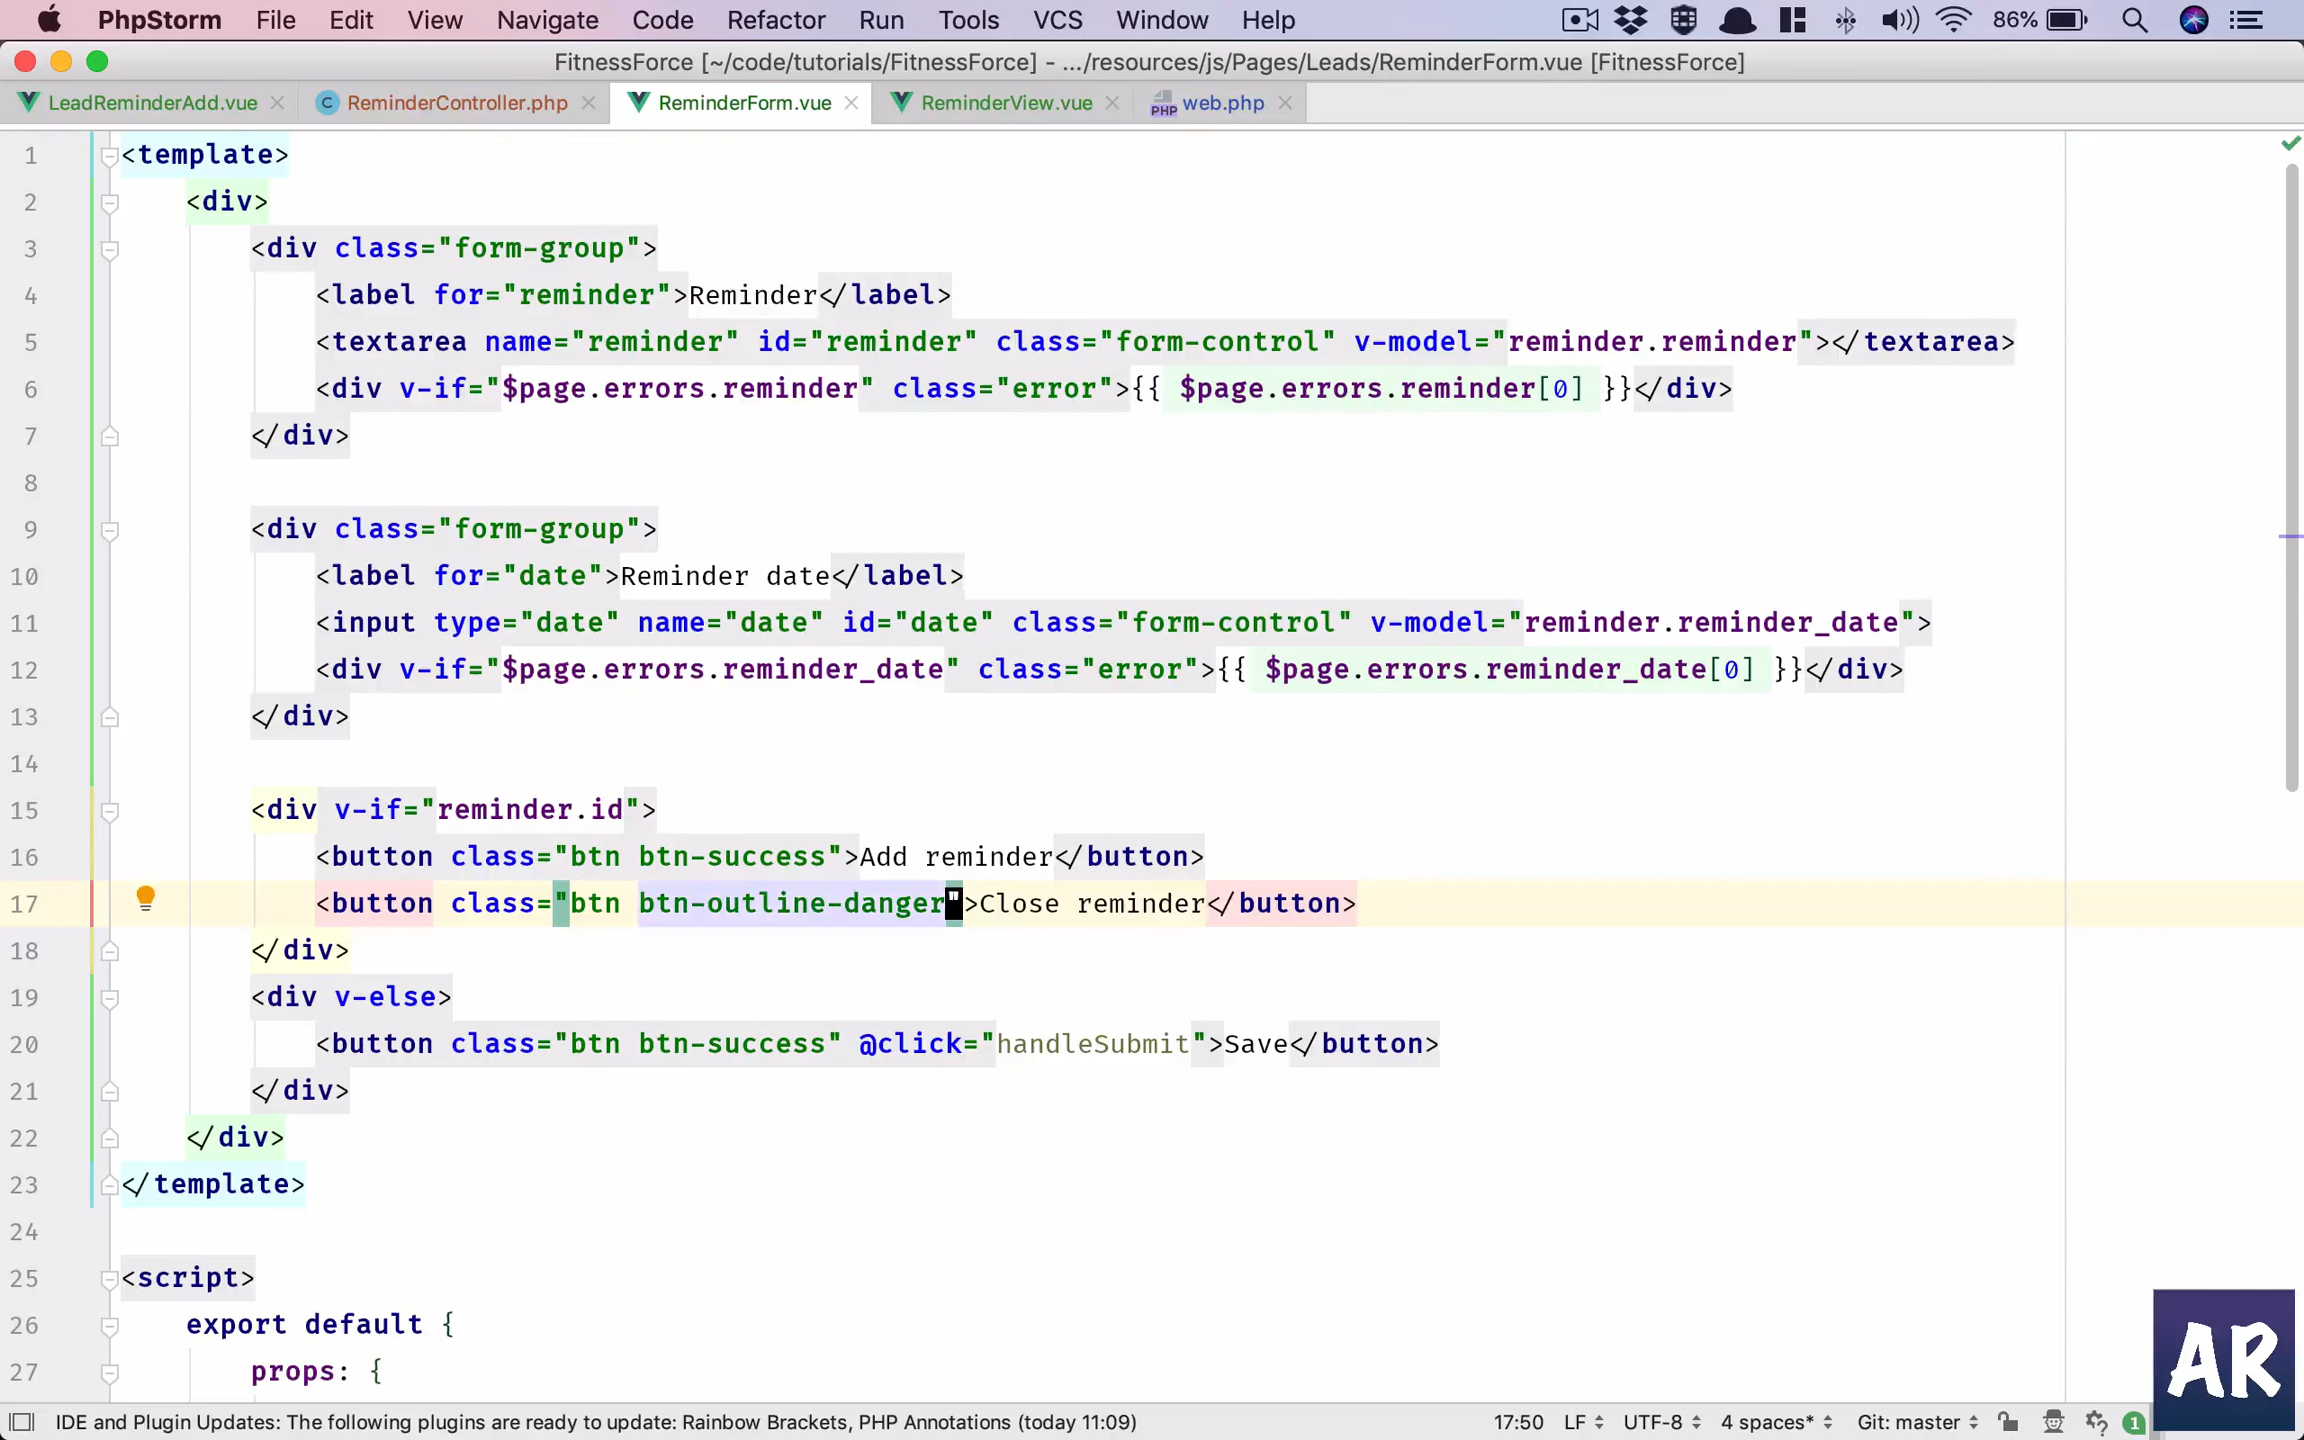 PhpStorm File Edit View Navigate Code Refactor Run Tools VCS Window Help 86%
FitnessForce [~/code/tutorials/FitnessForce] - .../resources/js/Pages/Leads/ReminderForm.vue [FitnessForce]
LeadReminderAdd.vue C ReminderController.php ReminderForm.vue ReminderView.vue PHP web.php
1 <template>
2 <div>
3 <div class="form-group">
4 <label for="reminder">Reminder</label>
5 <textarea name="reminder" id="reminder" class="form-control" v-model="reminder.reminder"></textarea>
6 <div v-if="$page.errors.reminder" class="error">{{ $page.errors.reminder[0] }}</div>
7 </div>
8
9 <div class="form-group">
10 <label for="date">Reminder date</label>
11 <input type="date" name="date" id="date" class="form-control" v-model="reminder.reminder_date">
12 <div v-if="$page.errors.reminder_date" class="error">{{ $page.errors.reminder_date[0] }}</div>
13 </div>
14
15 <div v-if="reminder.id">
16 <button class="btn btn-success">Add reminder</button>
17 <button class="btn btn-outline-danger">Close reminder</button>
18 </div>
19 <div v-else>
20 <button class="btn btn-success" @click="handleSubmit">Save</button>
21 </div>
22 </div>
23 </template>
24
25 <script>
26 export default {
27 props: {
AR
IDE and Plugin Updates: The following plugins are ready to update: Rainbow Brackets, PHP Annotations (today 11:09) 17:50 LF UTF-8 4 spaces* Git: master 1